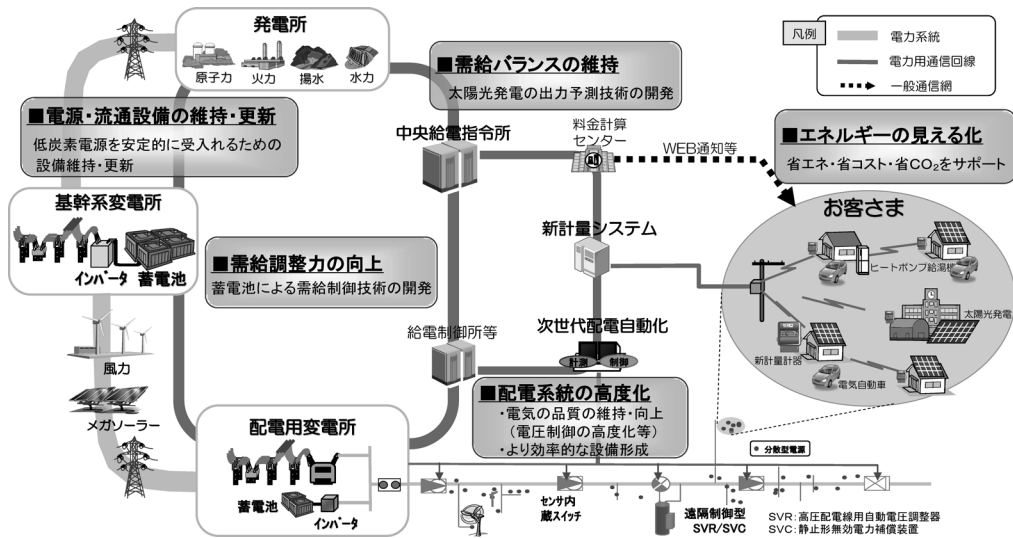 発電所
原子力
火力
揚水
水力
■需給バランスの維持
太陽光発電の出力予測技術の開発
凡例
電力系統
電力用通信回線
一般通信網
■電源・流通設備の維持・更新
低炭素電源を安定的に受入れるための
設備維持・更新
中央給電指令所
料金計算
センター
WEB通知等
■エネルギーの見える化
省エネ・省コスト・省CO₂をサポート
基幹系変電所
インバータ
蓄電池
■需給調整力の向上
蓄電池による需給制御技術の開発
新計量システム
お客さま
ヒートポンプ給湯機
太陽光発電
新計量計器
電気自動車
風力
メガソーラー
給電制御所等
次世代配電自動化
計測
制御
■配電系統の高度化
・電気の品質の維持・向上
（電圧制御の高度化等）
・より効率的な設備形成
配電用変電所
蓄電池
インバータ
分散型電源
センサ内
蔵スイッチ
遠隔制御型
SVR/SVC
SVR：高圧配電線用自動電圧調整器
SVC：静止形無効電力補償装置